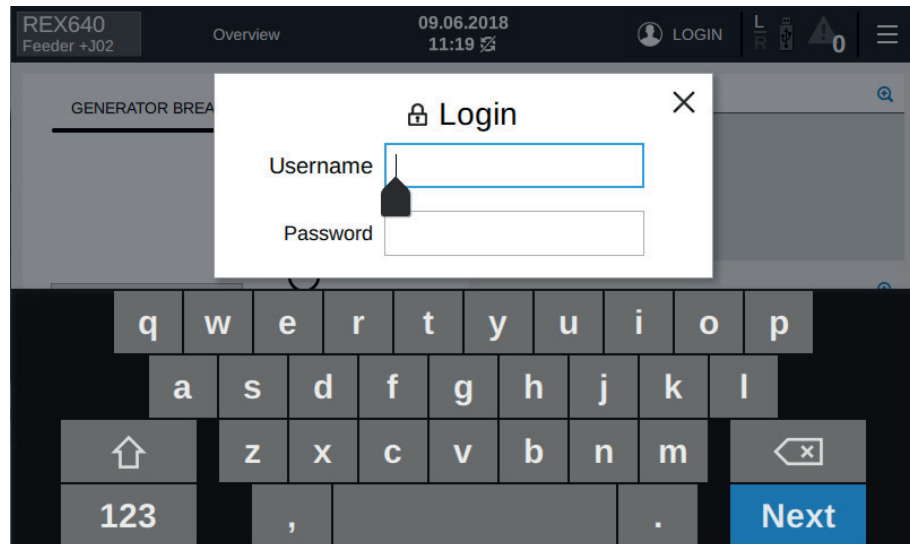 REX640
Feeder +J02
Overview
09.06.2018
11:19
LOGIN
L
R
0
GENERATOR BREA
Login
Username
Password
q w e r t y u i o p
a s d f g h j k l
z x c v b n m
123 , . Next